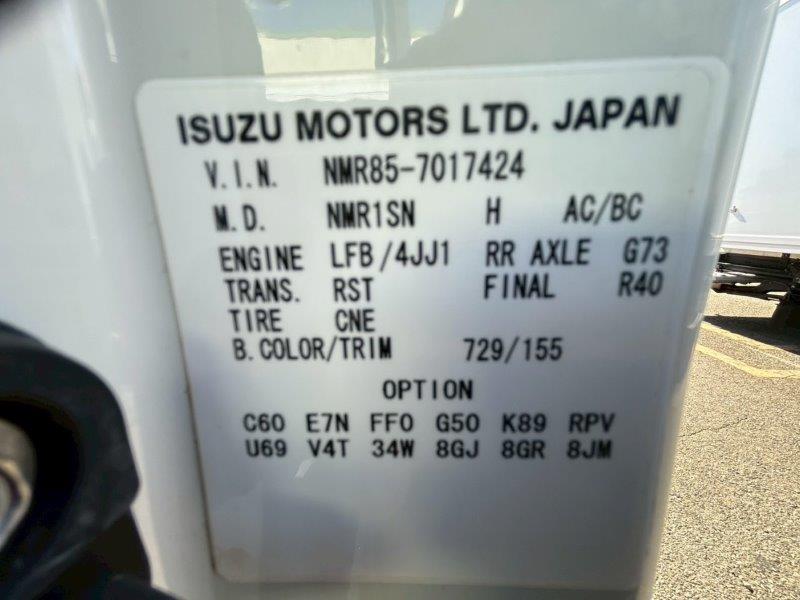 ISUZU MOTORS LTD. JAPAN
V.I.N. NMR85-7017424
M.D. NMR1SN H AC/BC
ENGINE LFB/4JJ1 RR AXLE G73
TRANS. RST FINAL R40
TIRE CNE
B.COLOR/TRIM 729/155
OPTION
C60 E7N FF0 G50 K89 RPV
U69 V4T 34W 8GJ 8GR 8JM